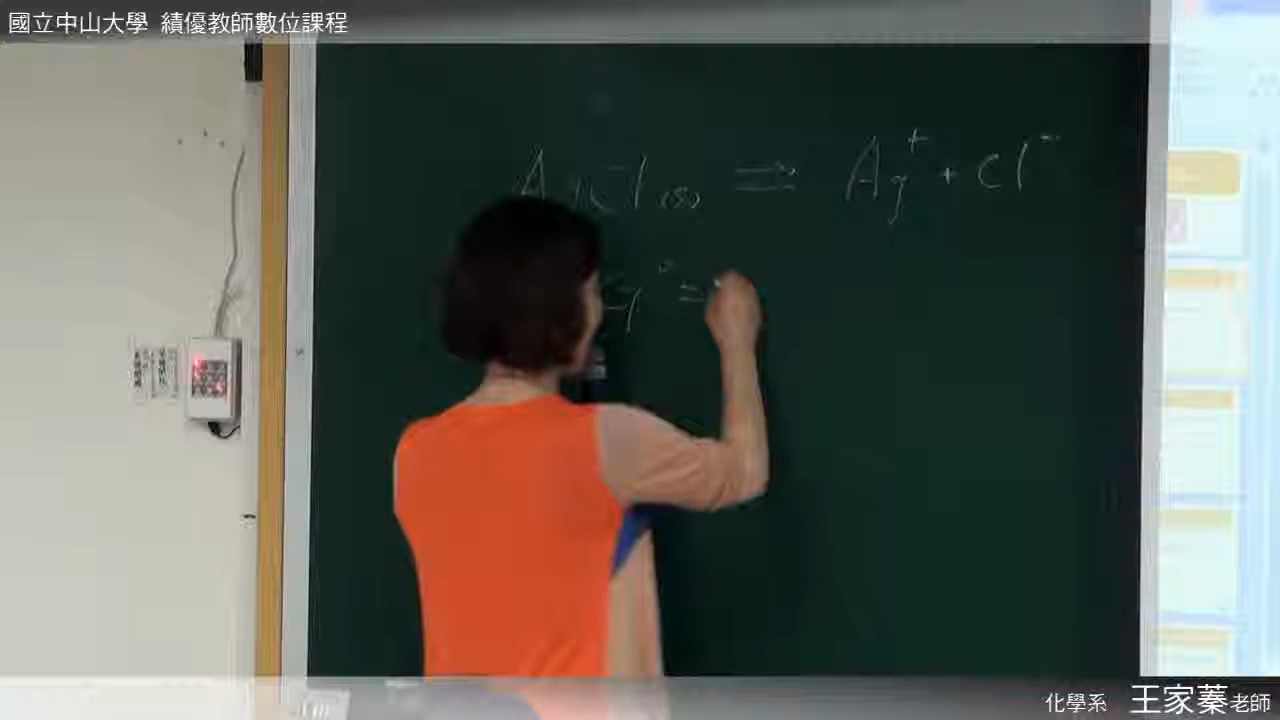 國立中山大學 績優教師數位課程
AgCl(s) ⇌ Ag⁺ + Cl⁻
G° =
化學系 王家蓁老師